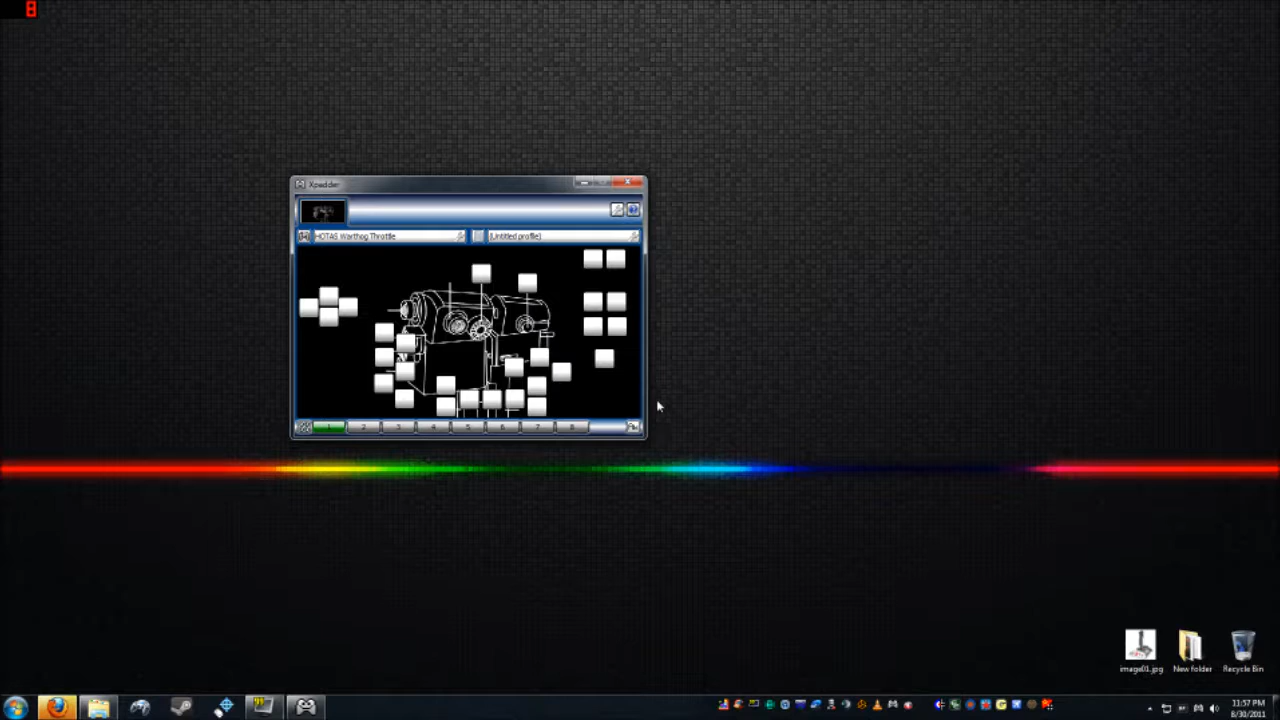 Xpadder
HOTAS Warthog Throttle
[Untitled profile]
1 2 3 4 5 6 7 8
image01.jpg
New folder
Recycle Bin
11:57 PM
8/30/2011